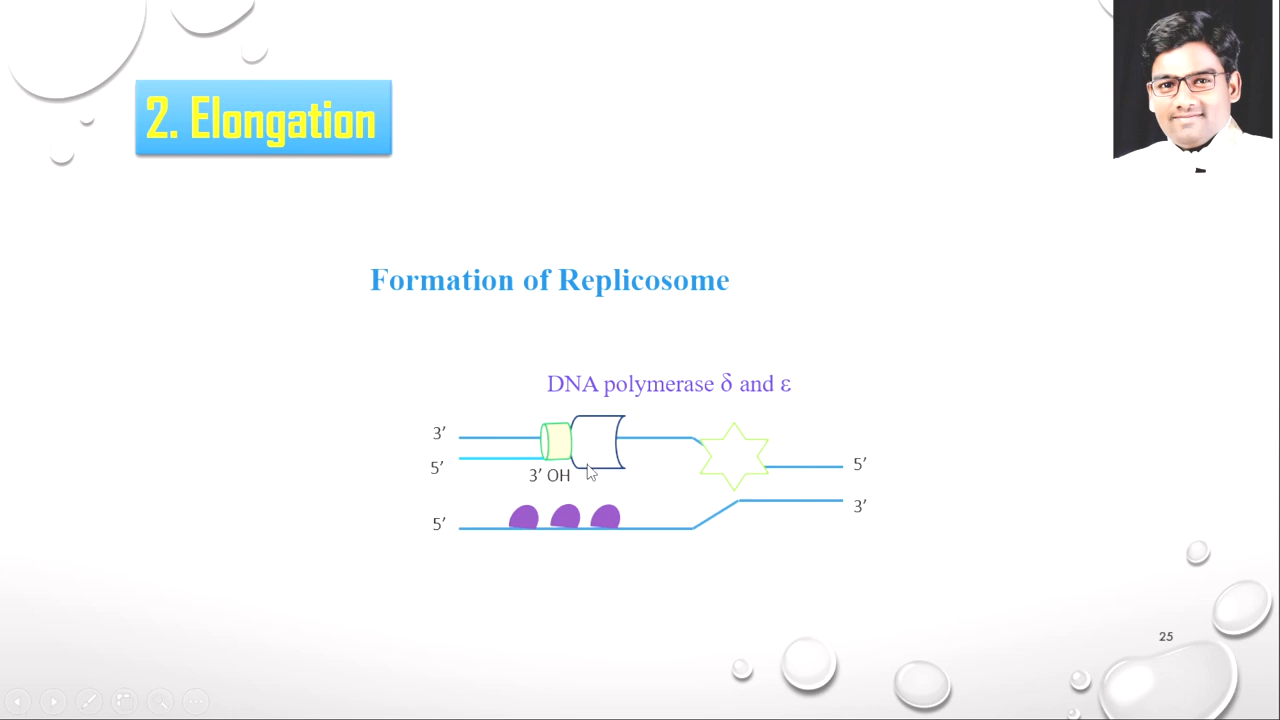 2. Elongation
Formation of Replicosome
DNA polymerase δ and ε
3′
5′
5′
3′ OH
3′
5′
25